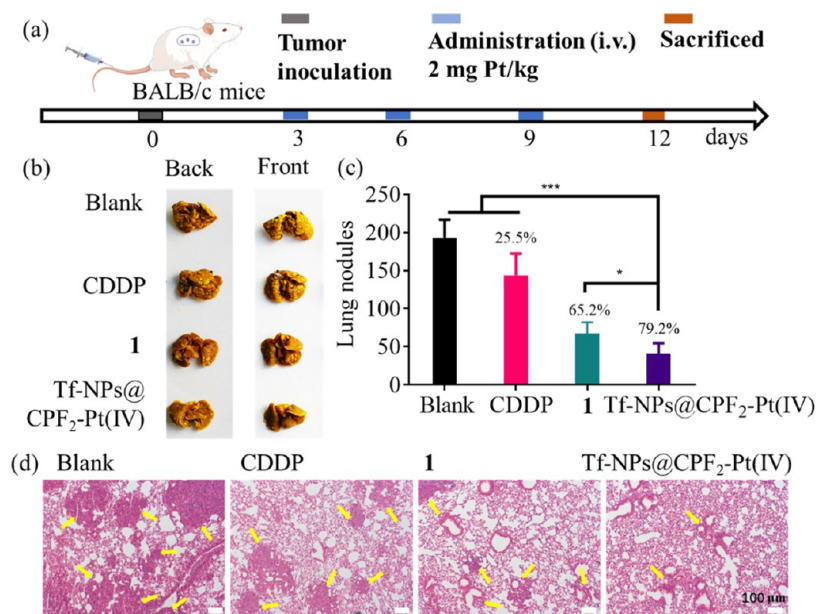 (a)
Tumor
inoculation
Administration (i.v.)
2 mg Pt/kg
Sacrificed
BALB/c mice
0 3 6 9 12 days
(b)
Back Front
Blank
CDDP
1
Tf-NPs@
CPF₂-Pt(IV)
(c)
Lung nodules
250
200
150
100
50
0
***
25.5%
*
65.2%
79.2%
Blank CDDP 1 Tf-NPs@CPF₂-Pt(IV)
(d) Blank CDDP 1 Tf-NPs@CPF₂-Pt(IV)
100 μm